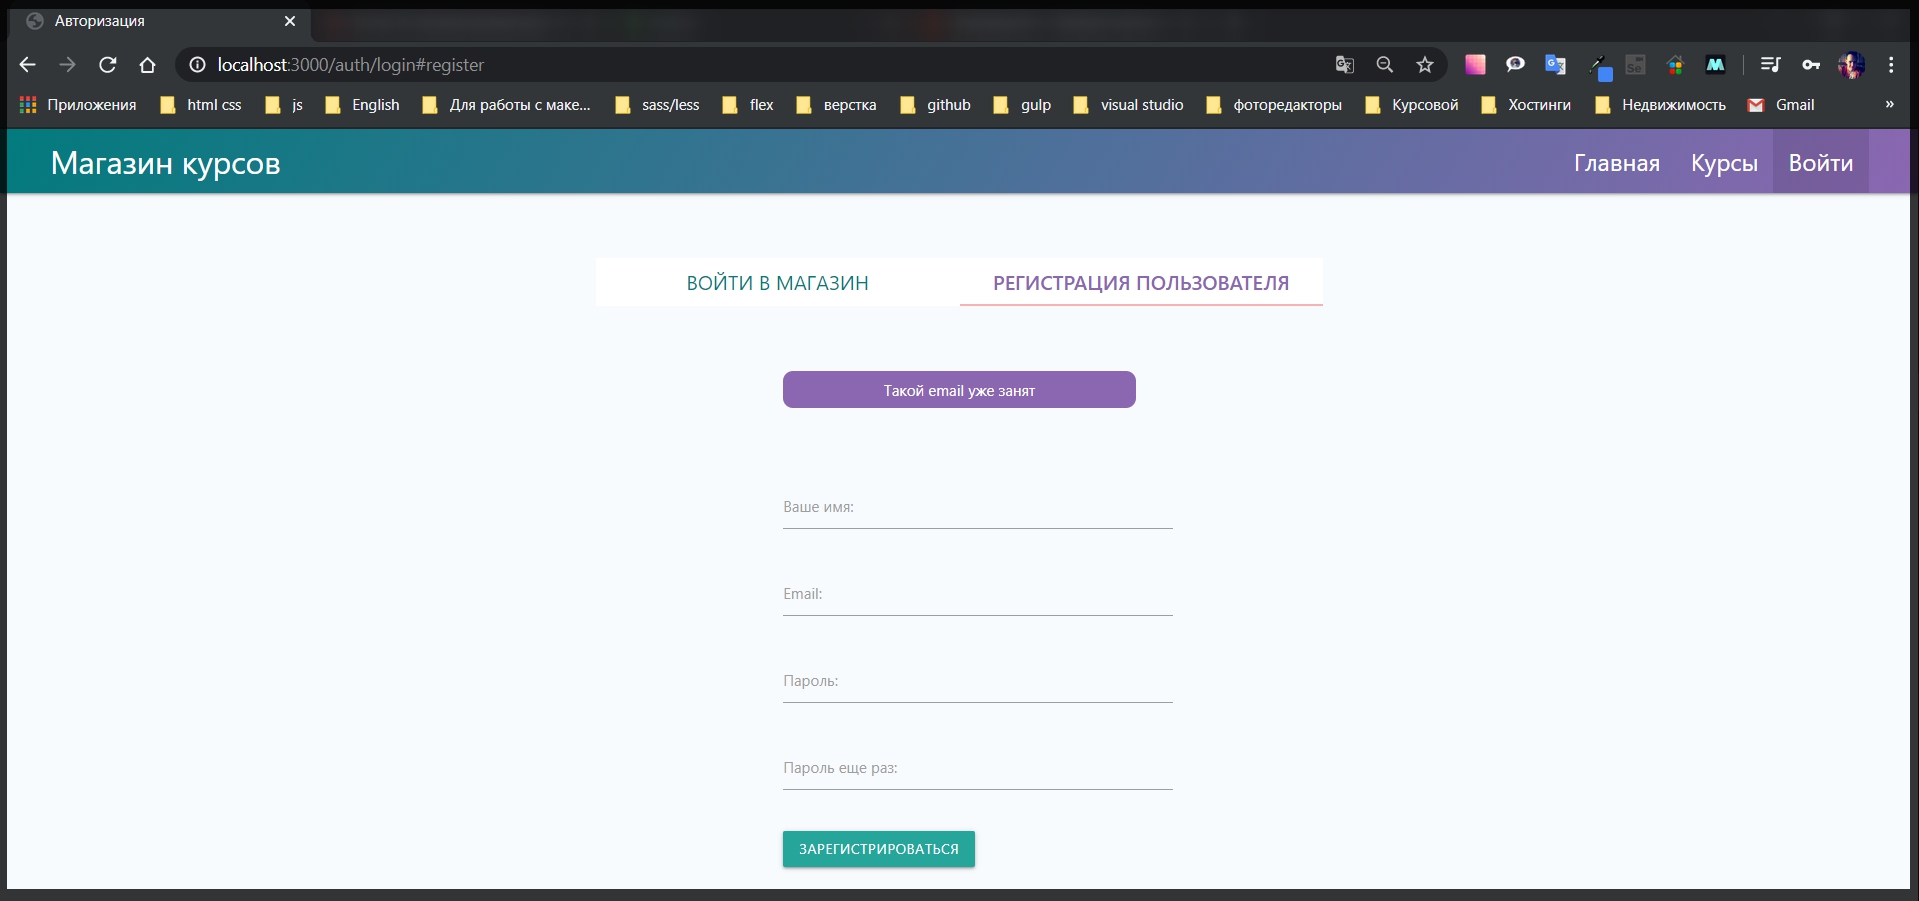 Авторизация
localhost:3000/auth/login#register
Приложения html css js English Для работы с маке... sass/less flex верстка github gulp visual studio фоторедакторы Курсовой Хостинги Недвижимость Gmail »
Магазин курсов Главная Курсы Войти
ВОЙТИ В МАГАЗИН РЕГИСТРАЦИЯ ПОЛЬЗОВАТЕЛЯ
Такой email уже занят
Ваше имя:
Email:
Пароль:
Пароль еще раз:
ЗАРЕГИСТРИРОВАТЬСЯ